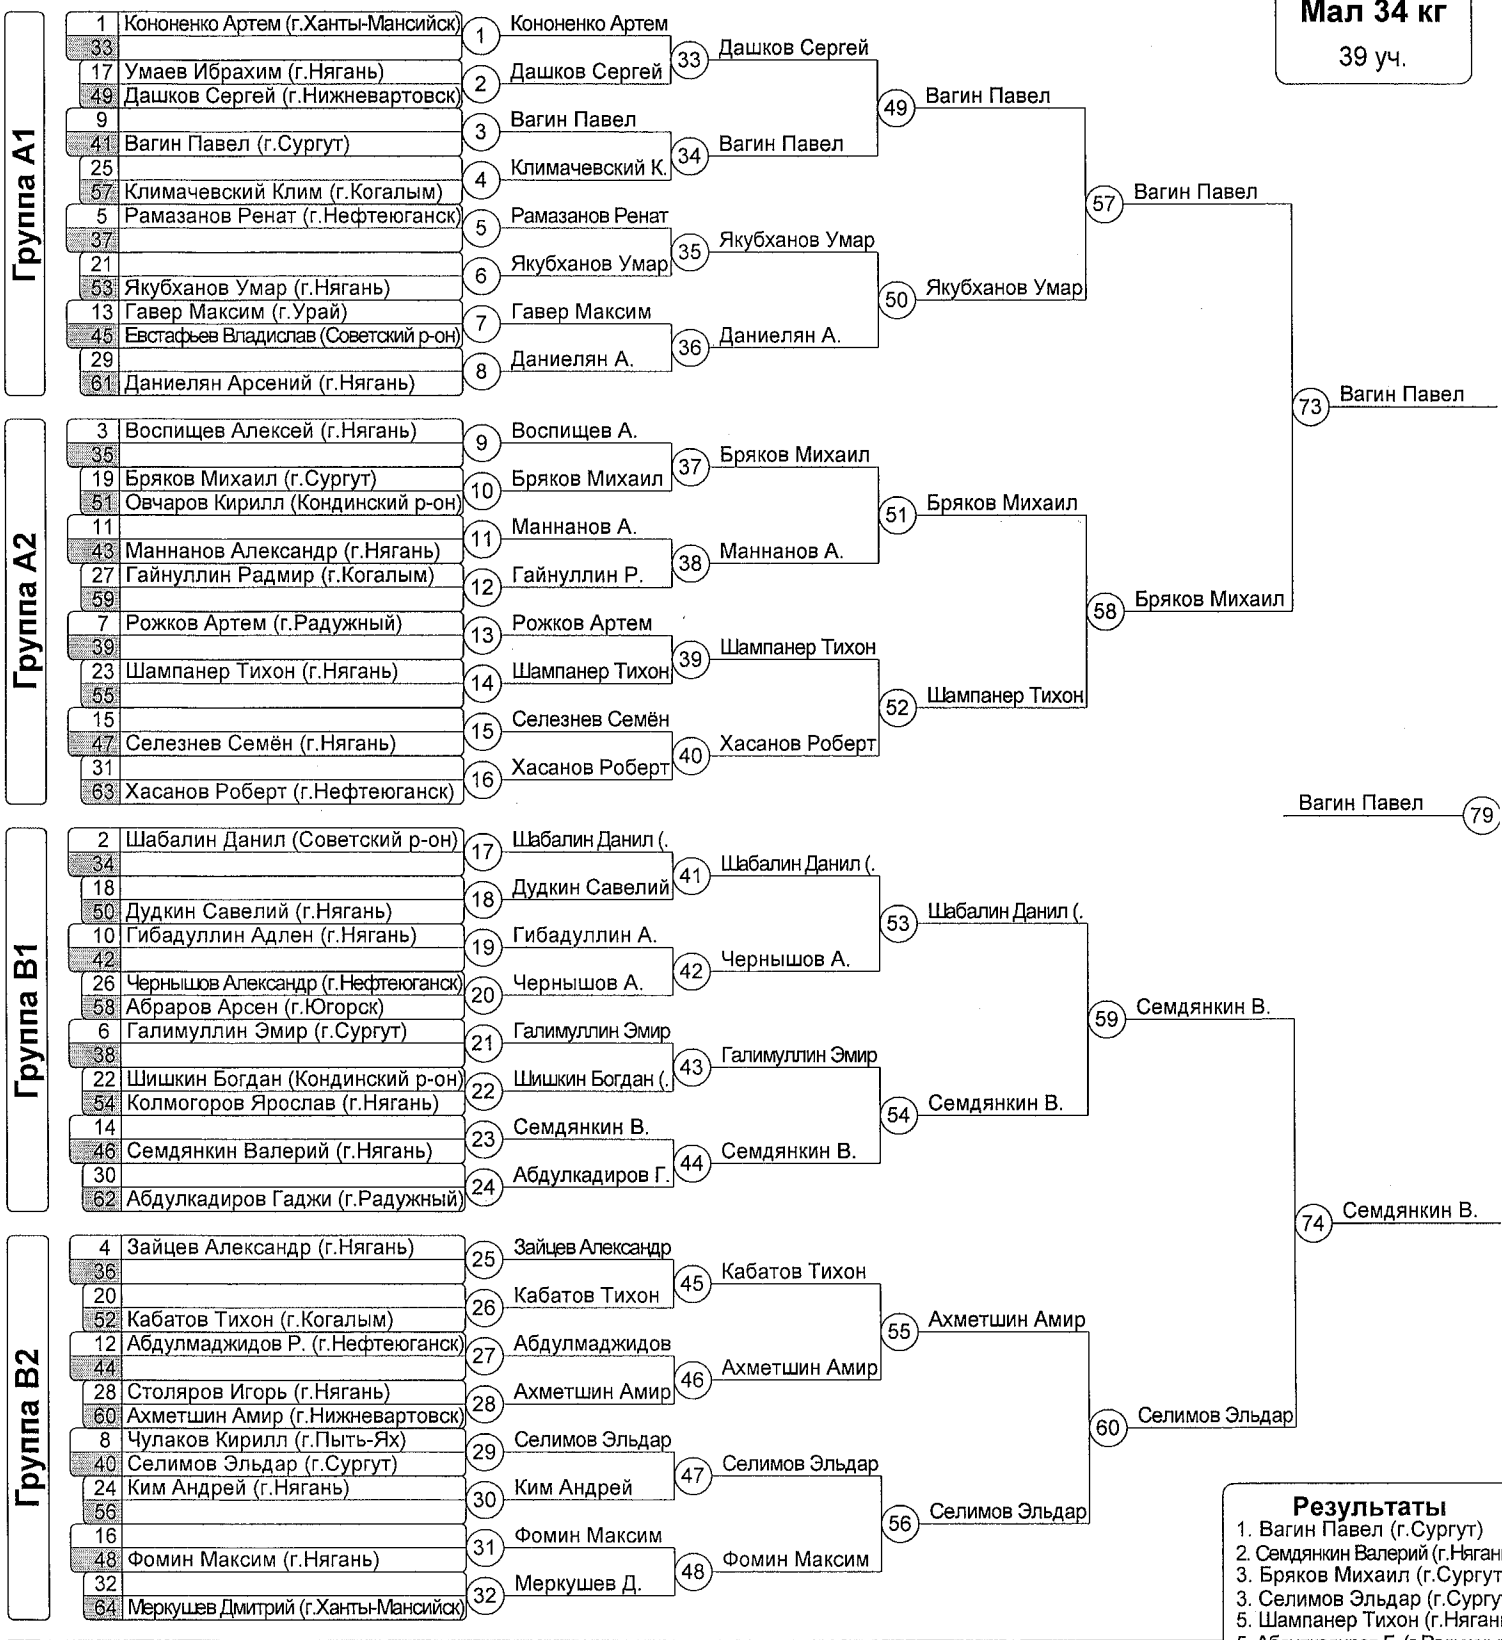 Мал 34 кг
39 уч.
Группа А1
1 Кононенко Артем (г.Ханты-Мансийск)
33
17 Умаев Ибрахим (г.Нягань)
49 Дашков Сергей (г.Нижневартовск)
9
41 Вагин Павел (г.Сургут)
25
57 Климачевский Клим (г.Когалым)
5 Рамазанов Ренат (г.Нефтеюганск)
37
21
53 Якубханов Умар (г.Нягань)
13 Гавер Максим (г.Урай)
45 Евстафьев Владислав (Советский р-он)
29
61 Даниелян Арсений (г.Нягань)
1 Кононенко Артем
2 Дашков Сергей
3 Вагин Павел
4 Климачевский К.
5 Рамазанов Ренат
6 Якубханов Умар
7 Гавер Максим
8 Даниелян А.
33 Дашков Сергей
34 Вагин Павел
35 Якубханов Умар
36 Даниелян А.
49 Вагин Павел
50 Якубханов Умар
57 Вагин Павел
Группа А2
3 Воспищев Алексей (г.Нягань)
35
19 Бряков Михаил (г.Сургут)
51 Овчаров Кирилл (Кондинский р-он)
11
43 Маннанов Александр (г.Нягань)
27 Гайнуллин Радмир (г.Когалым)
59
7 Рожков Артем (г.Радужный)
39
23 Шампанер Тихон (г.Нягань)
55
15
47 Селезнев Семён (г.Нягань)
31
63 Хасанов Роберт (г.Нефтеюганск)
9 Воспищев А.
10 Бряков Михаил
11 Маннанов А.
12 Гайнуллин Р.
13 Рожков Артем
14 Шампанер Тихон
15 Селезнев Семён
16 Хасанов Роберт
37 Бряков Михаил
38 Маннанов А.
39 Шампанер Тихон
40 Хасанов Роберт
51 Бряков Михаил
52 Шампанер Тихон
58 Бряков Михаил
73 Вагин Павел
Вагин Павел 79
Группа В1
2 Шабалин Данил (Советский р-он)
34
18
50 Дудкин Савелий (г.Нягань)
10 Гибадуллин Адлен (г.Нягань)
42
26 Чернышов Александр (г.Нефтеюганск)
58 Абраров Арсен (г.Югорск)
6 Галимуллин Эмир (г.Сургут)
38
22 Шишкин Богдан (Кондинский р-он)
54 Колмогоров Ярослав (г.Нягань)
14
46 Семдянкин Валерий (г.Нягань)
30
62 Абдулкадиров Гаджи (г.Радужный)
17 Шабалин Данил (.
18 Дудкин Савелий
19 Гибадуллин А.
20 Чернышов А.
21 Галимуллин Эмир
22 Шишкин Богдан (.
23 Семдянкин В.
24 Абдулкадиров Г.
41 Шабалин Данил (.
42 Чернышов А.
43 Галимуллин Эмир
44 Семдянкин В.
53 Шабалин Данил (.
54 Семдянкин В.
59 Семдянкин В.
Группа В2
4 Зайцев Александр (г.Нягань)
36
20
52 Кабатов Тихон (г.Когалым)
12 Абдулмаджидов Р. (г.Нефтеюганск)
44
28 Столяров Игорь (г.Нягань)
60 Ахметшин Амир (г.Нижневартовск)
8 Чулаков Кирилл (г.Пыть-Ях)
40 Селимов Эльдар (г.Сургут)
24 Ким Андрей (г.Нягань)
56
16
48 Фомин Максим (г.Нягань)
32
64 Меркушев Дмитрий (г.Ханты-Мансийск)
25 Зайцев Александр
26 Кабатов Тихон
27 Абдулмаджидов
28 Ахметшин Амир
29 Селимов Эльдар
30 Ким Андрей
31 Фомин Максим
32 Меркушев Д.
45 Кабатов Тихон
46 Ахметшин Амир
47 Селимов Эльдар
48 Фомин Максим
55 Ахметшин Амир
56 Селимов Эльдар
60 Селимов Эльдар
74 Семдянкин В.
Результаты
1. Вагин Павел (г.Сургут)
2. Семдянкин Валерий (г.Нягань
3. Бряков Михаил (г.Сургут
3. Селимов Эльдар (г.Сургу
5. Шампанер Тихон (г.Няган